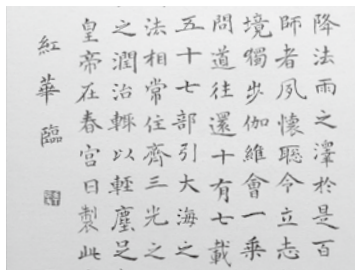 降法雨之澤於是百
師者夙懷聡令立志
境獨步伽維會一乗
問道往還十有七載
五十七部引大海之
法相常住齊三光之
之潤治輙以輕塵足
皇帝在春宮日製此
紅華臨